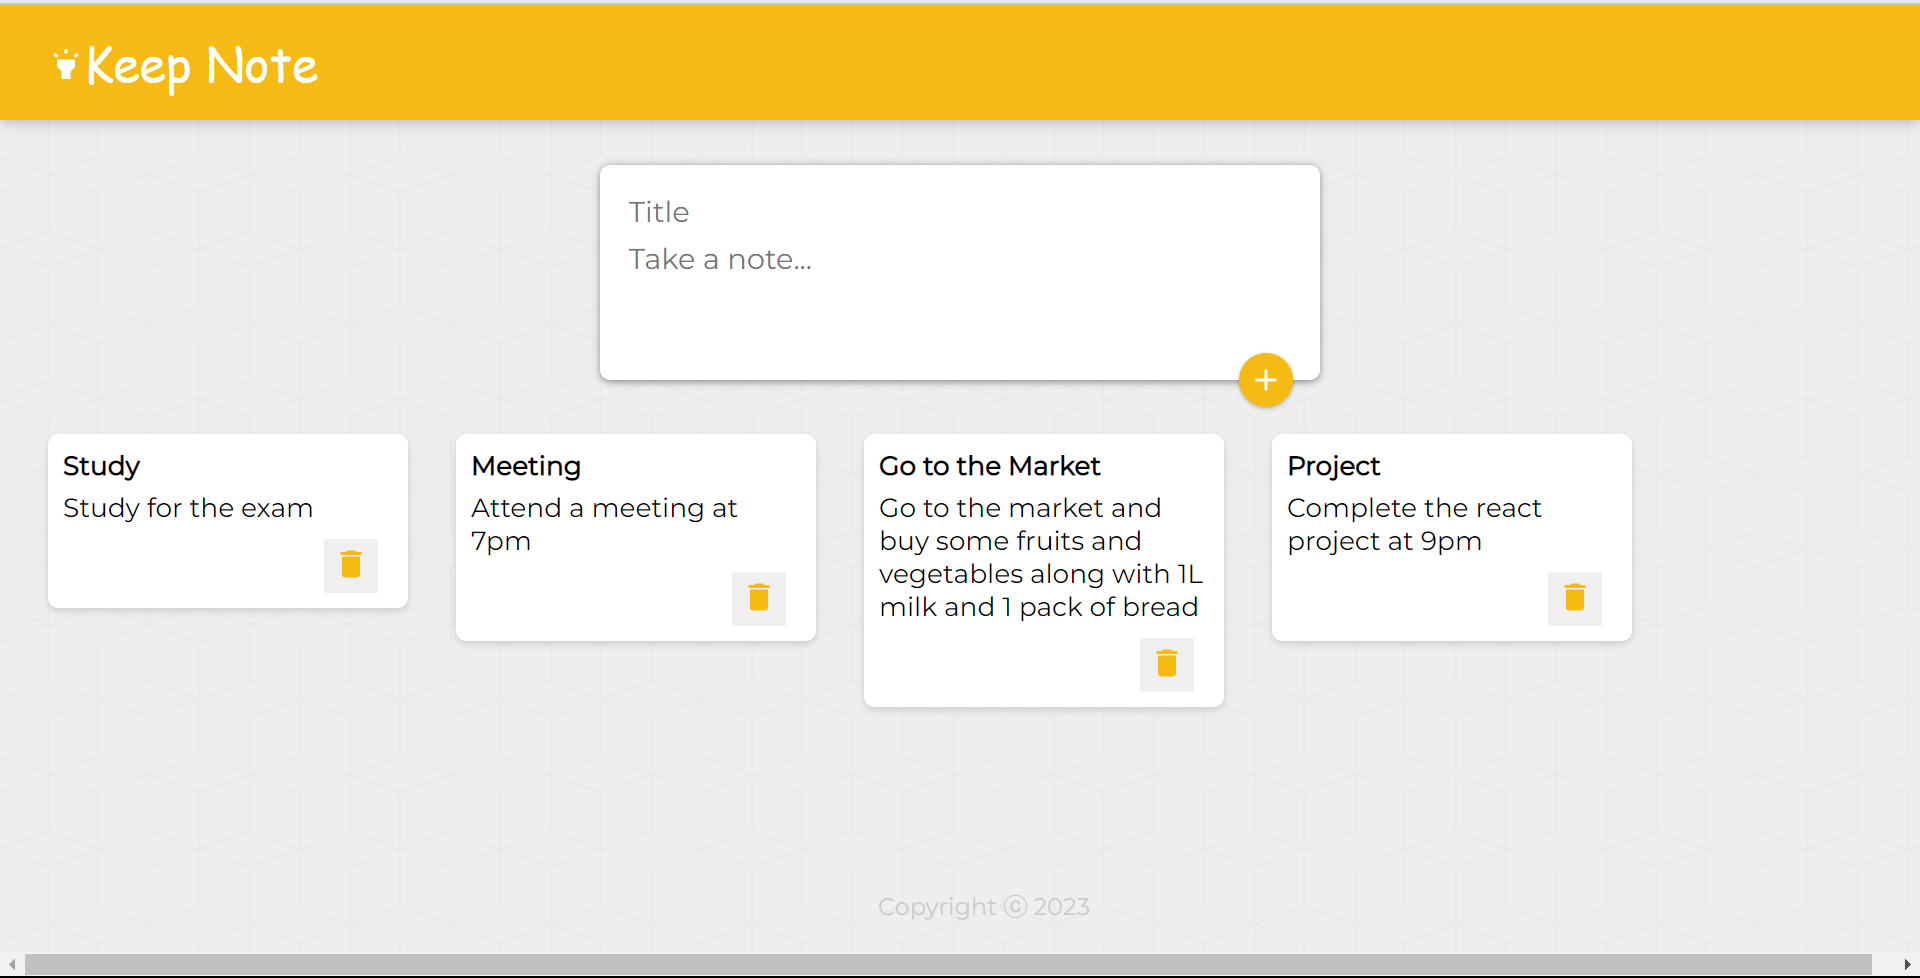 Keep Note
Title
Take a note...
Study
Study for the exam
Meeting
Attend a meeting at
7pm
Go to the Market
Go to the market and
buy some fruits and
vegetables along with 1L
milk and 1 pack of bread
Project
Complete the react
project at 9pm
Copyright ⓒ 2023